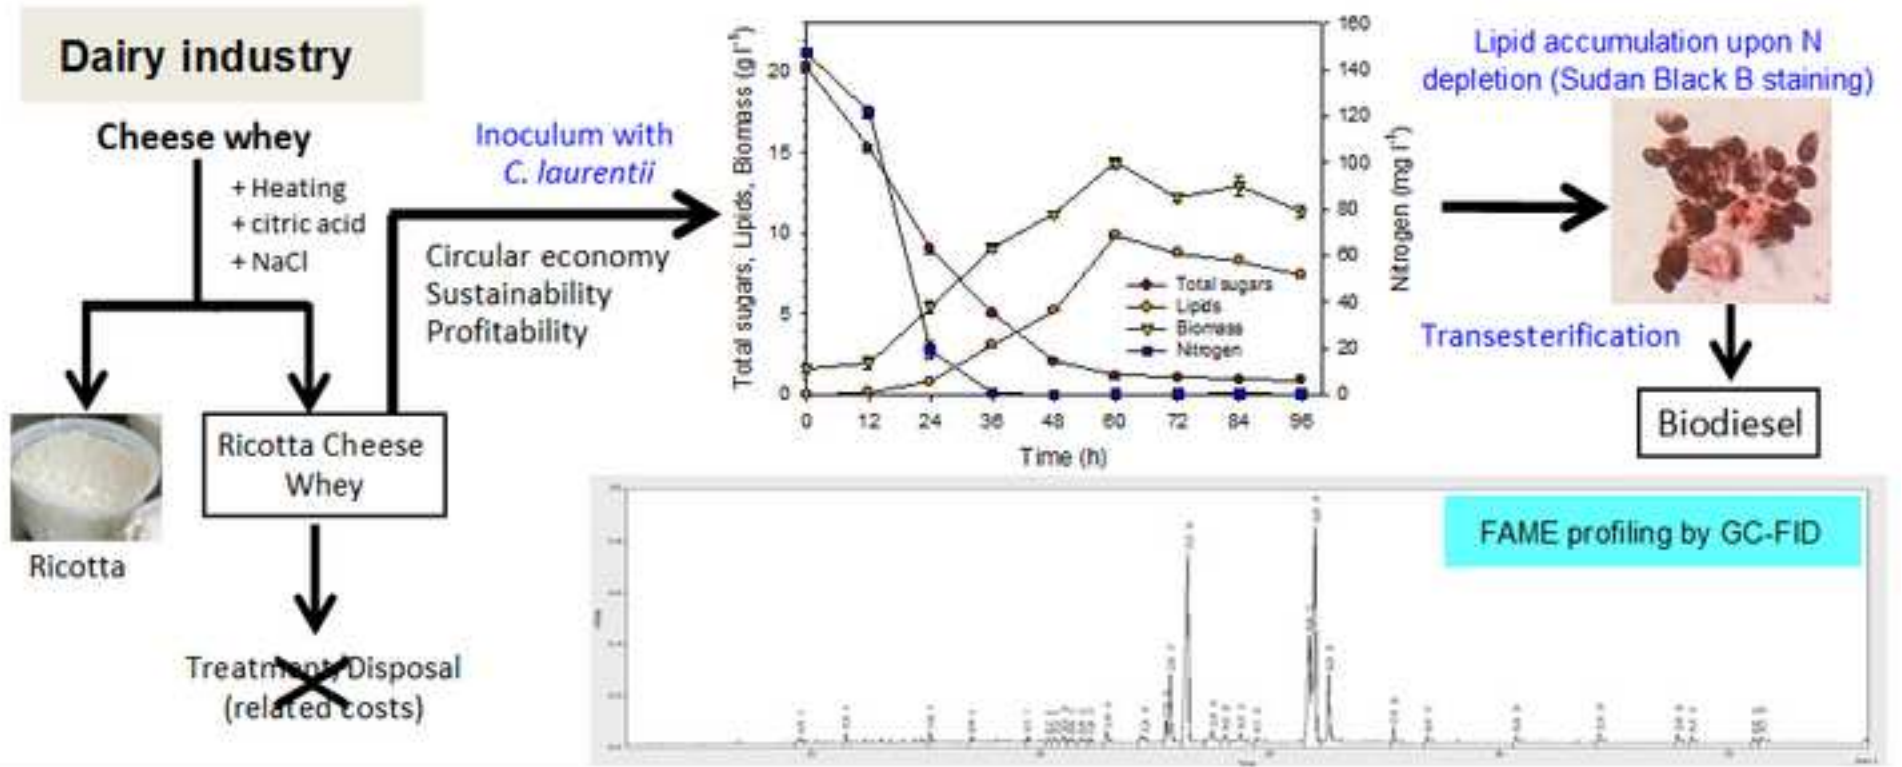 Dairy industry
Cheese whey
+ Heating
+ citric acid
+ NaCl
Ricotta
Ricotta Cheese
Whey
Treatment/Disposal
(related costs)
Inoculum with
C. laurentii
Circular economy
Sustainability
Profitability
Total sugars, Lipids, Biomass (g l⁻¹)
20
15
10
5
0
160
140
120
100
80
60
40
20
0
Nitrogen (mg l⁻¹)
Total sugars
Lipids
Biomass
Nitrogen
0 12 24 36 48 60 72 84 96
Time (h)
Lipid accumulation upon N
depletion (Sudan Black B staining)
Transesterification
Biodiesel
FAME profiling by GC-FID